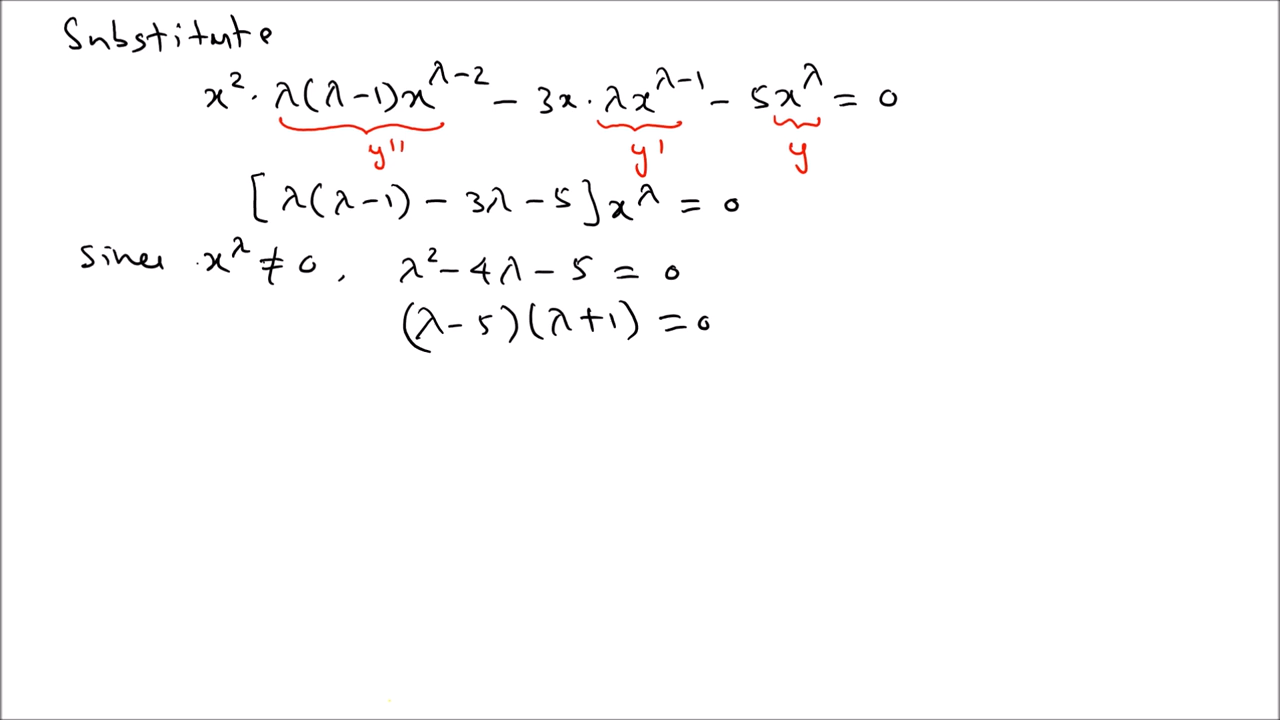 Substitute
x² · λ(λ-1)x^(λ-2) - 3x · λx^(λ-1) - 5x^λ = 0
y'' y' y
[λ(λ-1) - 3λ - 5]x^λ = 0
Since x^λ ≠ 0, λ² - 4λ - 5 = 0
(λ - 5)(λ + 1) = 0